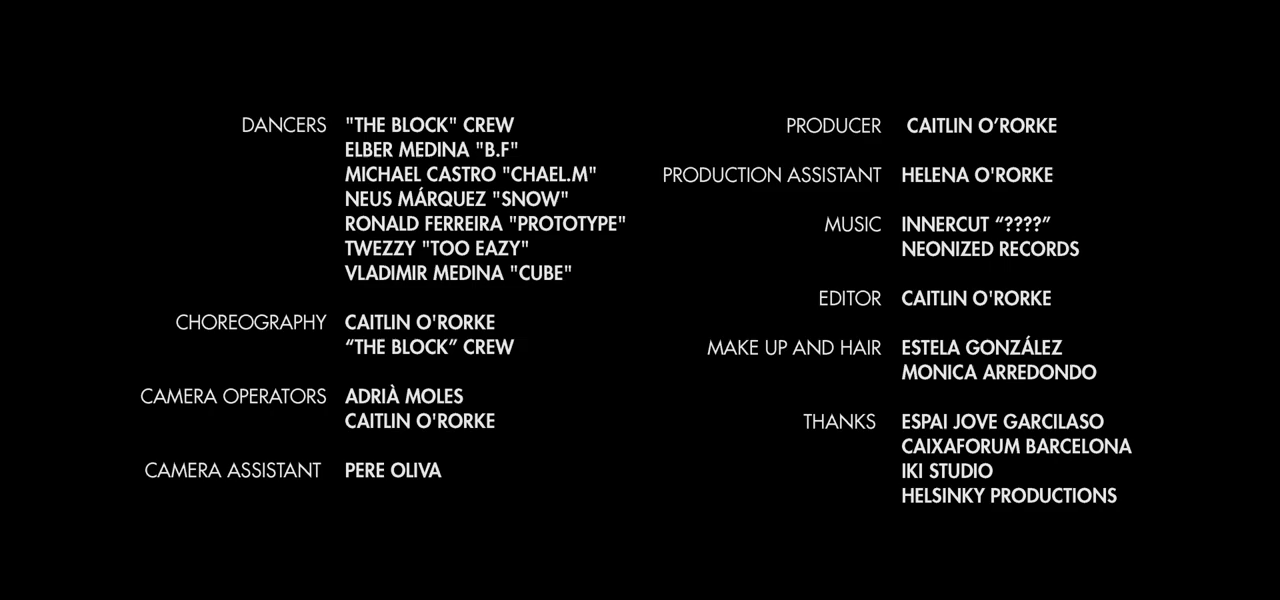 DANCERS "THE BLOCK" CREW
ELBER MEDINA "B.F"
MICHAEL CASTRO "CHAEL.M"
NEUS MÁRQUEZ "SNOW"
RONALD FERREIRA "PROTOTYPE"
TWEZZY "TOO EAZY"
VLADIMIR MEDINA "CUBE"
CHOREOGRAPHY CAITLIN O'RORKE
“THE BLOCK” CREW
CAMERA OPERATORS ADRIÀ MOLES
CAITLIN O'RORKE
CAMERA ASSISTANT PERE OLIVA
PRODUCER CAITLIN O’RORKE
PRODUCTION ASSISTANT HELENA O'RORKE
MUSIC INNERCUT “????”
NEONIZED RECORDS
EDITOR CAITLIN O'RORKE
MAKE UP AND HAIR ESTELA GONZÁLEZ
MONICA ARREDONDO
THANKS ESPAI JOVE GARCILASO
CAIXAFORUM BARCELONA
IKI STUDIO
HELSINKY PRODUCTIONS